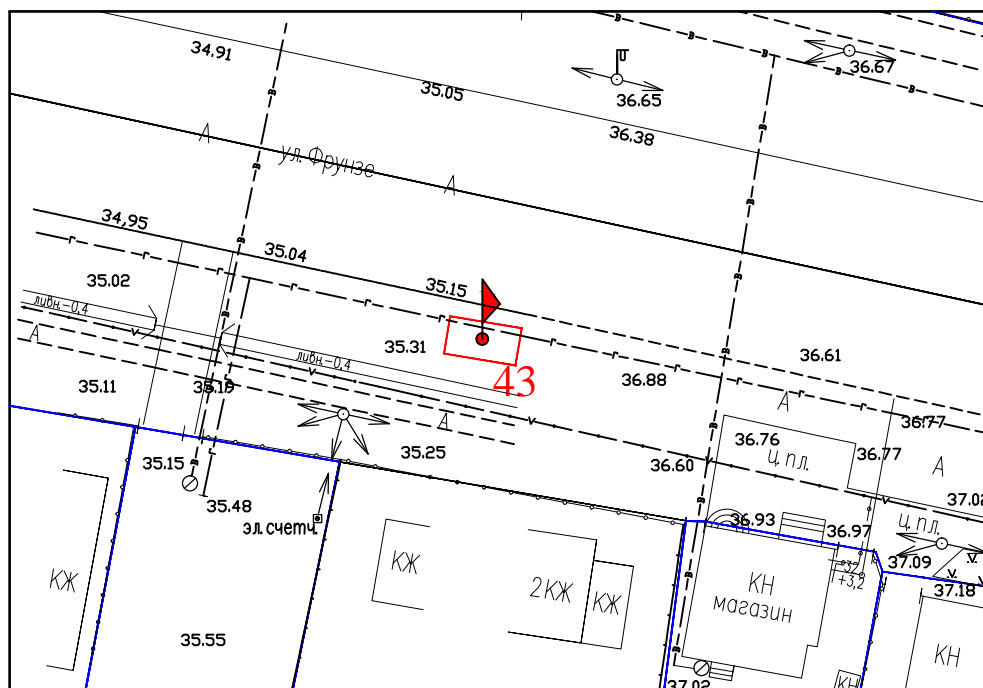 34,91
35.05
36.65
36.67
36,38
ул. Фрунзе
А
А
34,95
35.04
35.15
35.02
ливн.-0,4
35.31
36.61
А
ливн.-0,4
43
36.88
35.11
35.19
А
А
36.77
35.25
36.76
36.77
ц.пл.
А
35.15
36.60
37.02
35.48
эл.счетч.
36.93
36.97
ц.пл.
37.09
37.18
КЖ
КЖ
2КЖ
КЖ
КН
магазин
+3,2
35.55
КН
КН
37.02